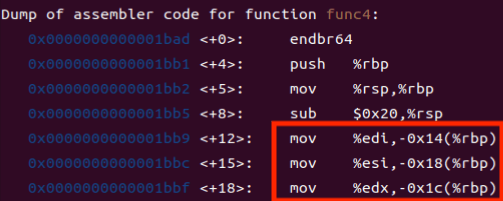 Dump of assembler code for function func4:
0x0000000000001bad <+0>: endbr64
0x0000000000001bb1 <+4>: push %rbp
0x0000000000001bb2 <+5>: mov %rsp,%rbp
0x0000000000001bb5 <+8>: sub $0x20,%rsp
0x0000000000001bb9 <+12>: mov %edi,-0x14(%rbp)
0x0000000000001bbc <+15>: mov %esi,-0x18(%rbp)
0x0000000000001bbf <+18>: mov %edx,-0x1c(%rbp)